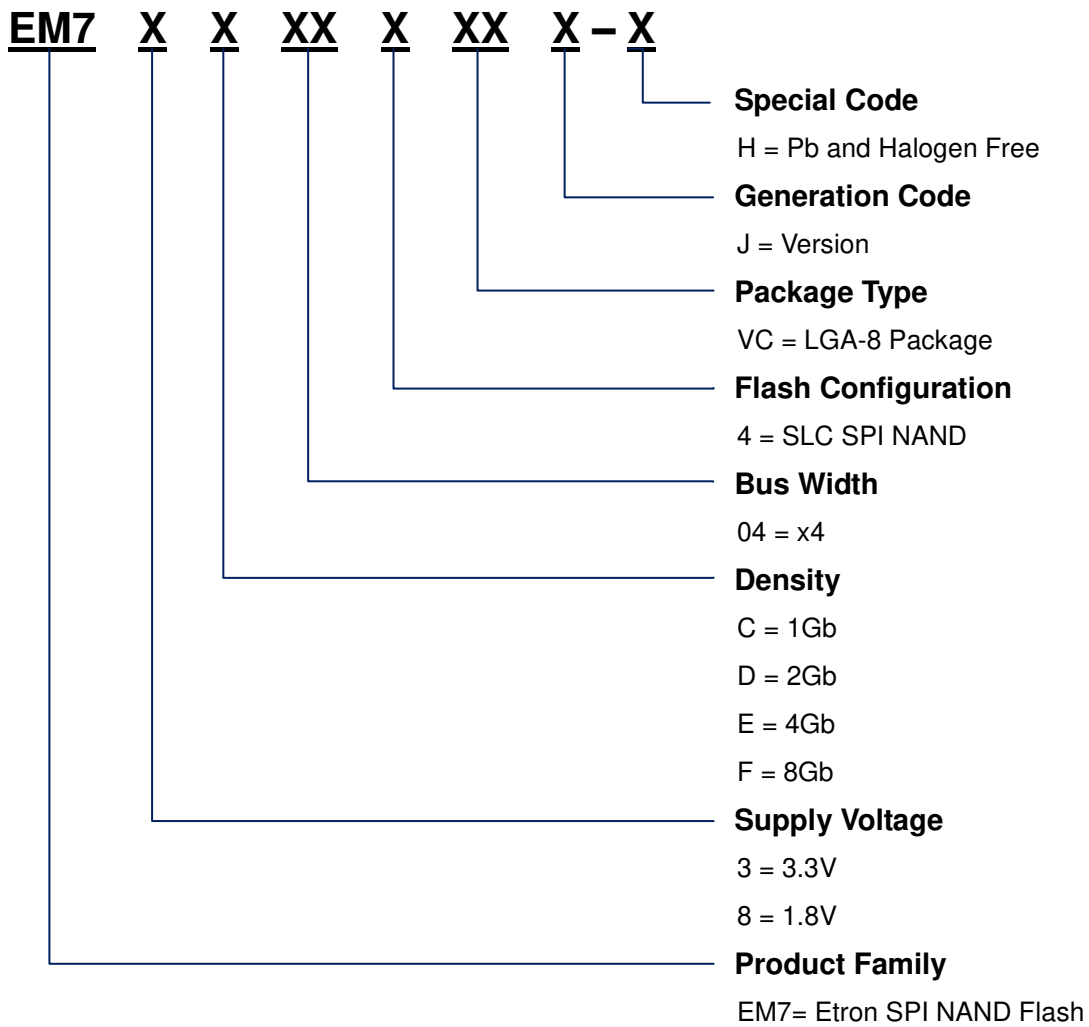 EM7 X X XX X XX X – X
Special Code
H = Pb and Halogen Free
Generation Code
J = Version
Package Type
VC = LGA-8 Package
Flash Configuration
4 = SLC SPI NAND
Bus Width
04 = x4
Density
C = 1Gb
D = 2Gb
E = 4Gb
F = 8Gb
Supply Voltage
3 = 3.3V
8 = 1.8V
Product Family
EM7= Etron SPI NAND Flash